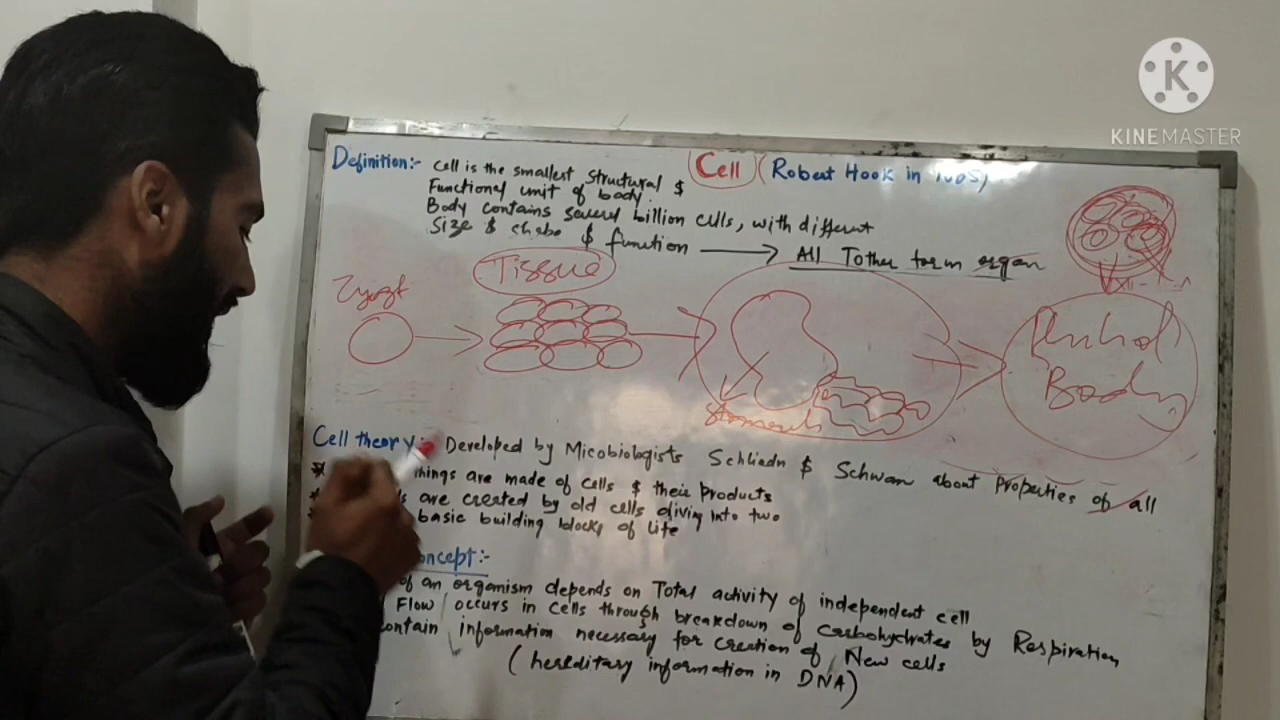 KINEMASTER
Definition:- Cell is the smallest structural $
Functional unit of body.
Body contains several billion cells, with different
Size $ shabe $ function → All Tother form organ
Cell (Robert Hook in
Zygot
Tissue
Stomach
Body
Cell theory:- Developed by Micobiologists Schliadn $ Schwan about Properties of all
things are made of cells $ their Products
are created by old cells diving into two
basic building blocks of life
oncept:-
of an organism depends on Total activity of independent cell
Flow occurs in cells through breakdown of carbohydrates by Respiration
ontain information necessary for creation of New cells
(hereditary information in DNA)